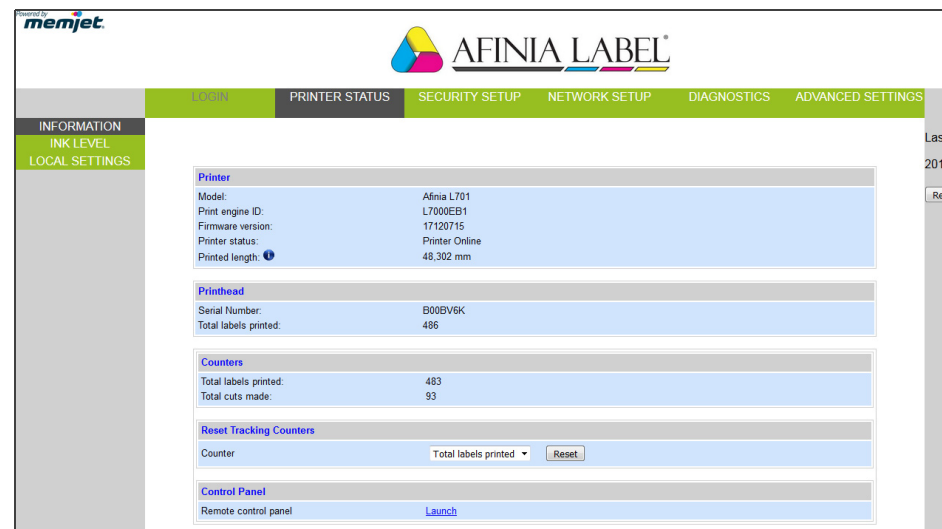 Powered by
memjet.
AFINIA LABEL
LOGIN PRINTER STATUS SECURITY SETUP NETWORK SETUP DIAGNOSTICS ADVANCED SETTINGS
INFORMATION
INK LEVEL
LOCAL SETTINGS
Las
201
Re
Printer
Model: Afinia L701
Print engine ID: L7000EB1
Firmware version: 17120715
Printer status: Printer Online
Printed length: 48,302 mm
Printhead
Serial Number: B00BV6K
Total labels printed: 486
Counters
Total labels printed: 483
Total cuts made: 93
Reset Tracking Counters
Counter Total labels printed Reset
Control Panel
Remote control panel Launch